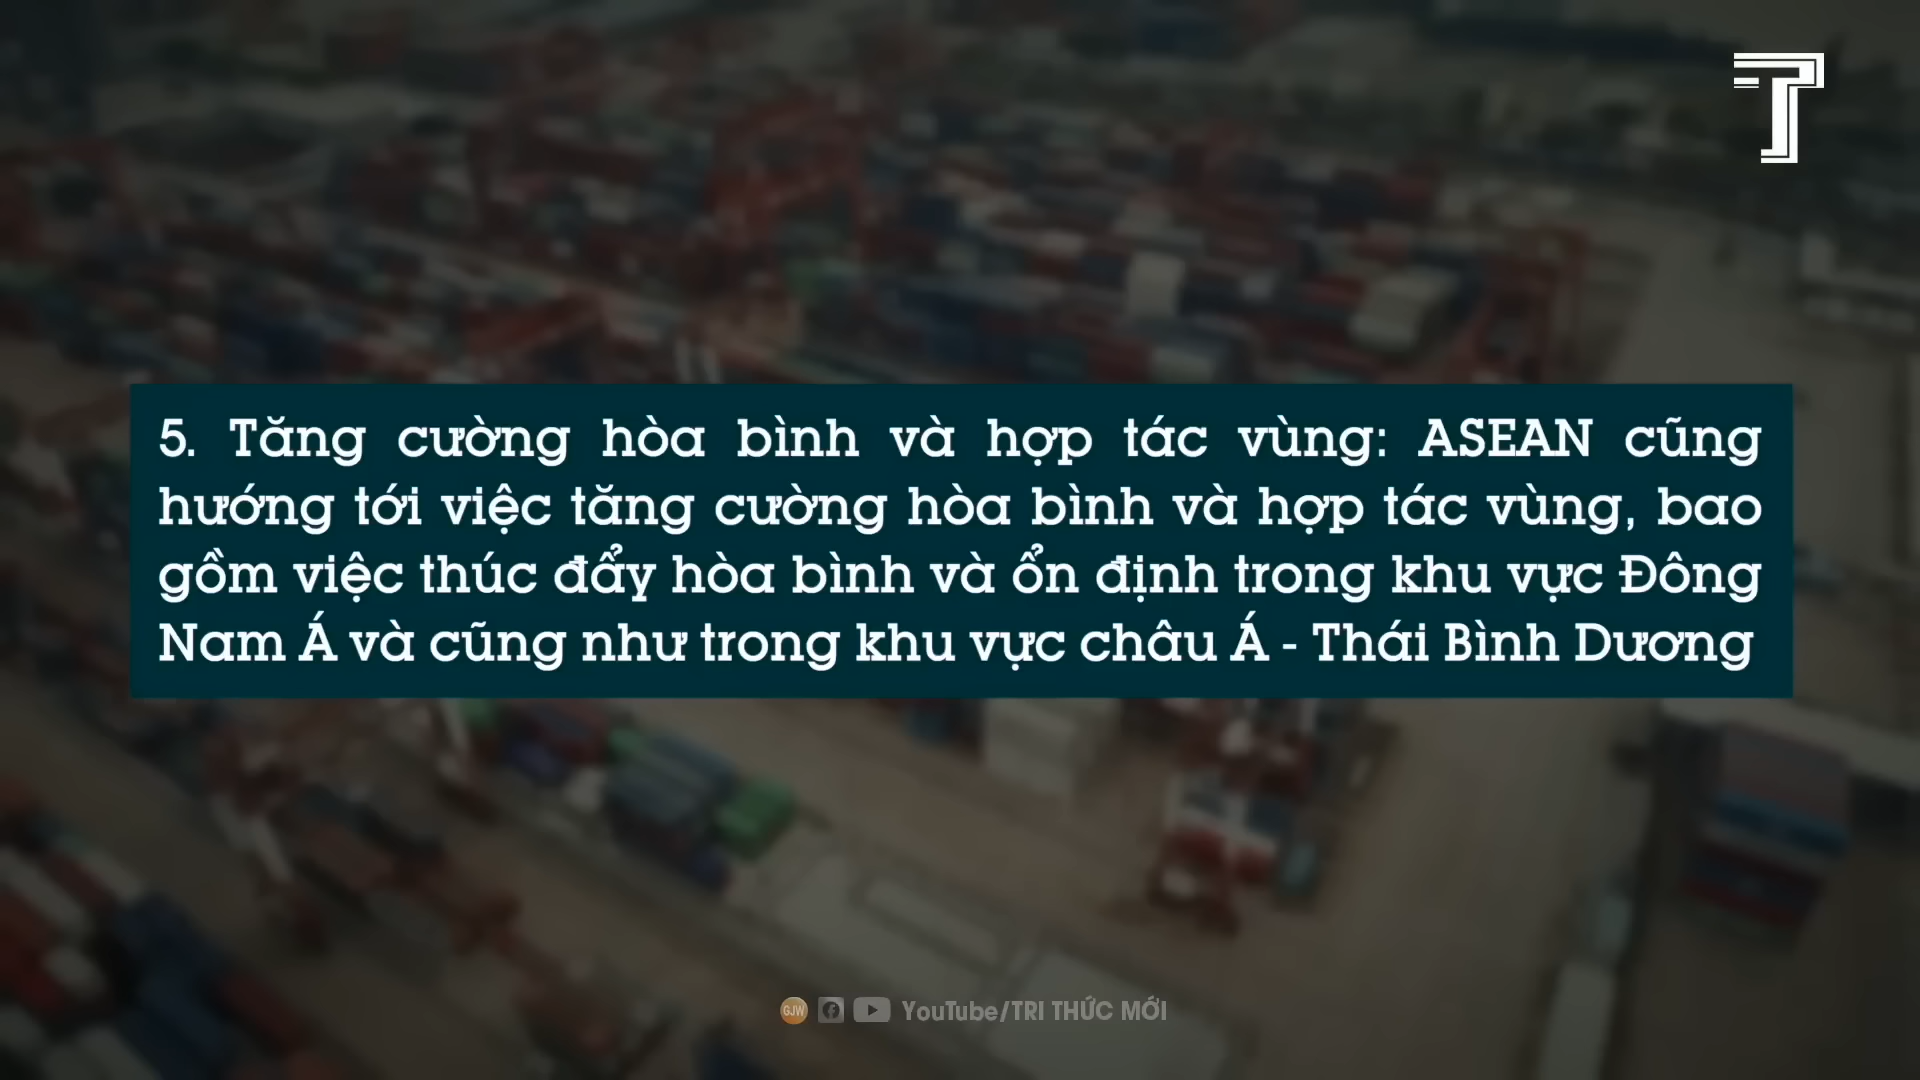 5. Tăng cường hòa bình và hợp tác vùng: ASEAN cũng
hướng tới việc tăng cường hòa bình và hợp tác vùng, bao
gồm việc thúc đẩy hòa bình và ổn định trong khu vực Đông
Nam Á và cũng như trong khu vực châu Á - Thái Bình Dương
GJW YouTube/TRI THỨC MỚI